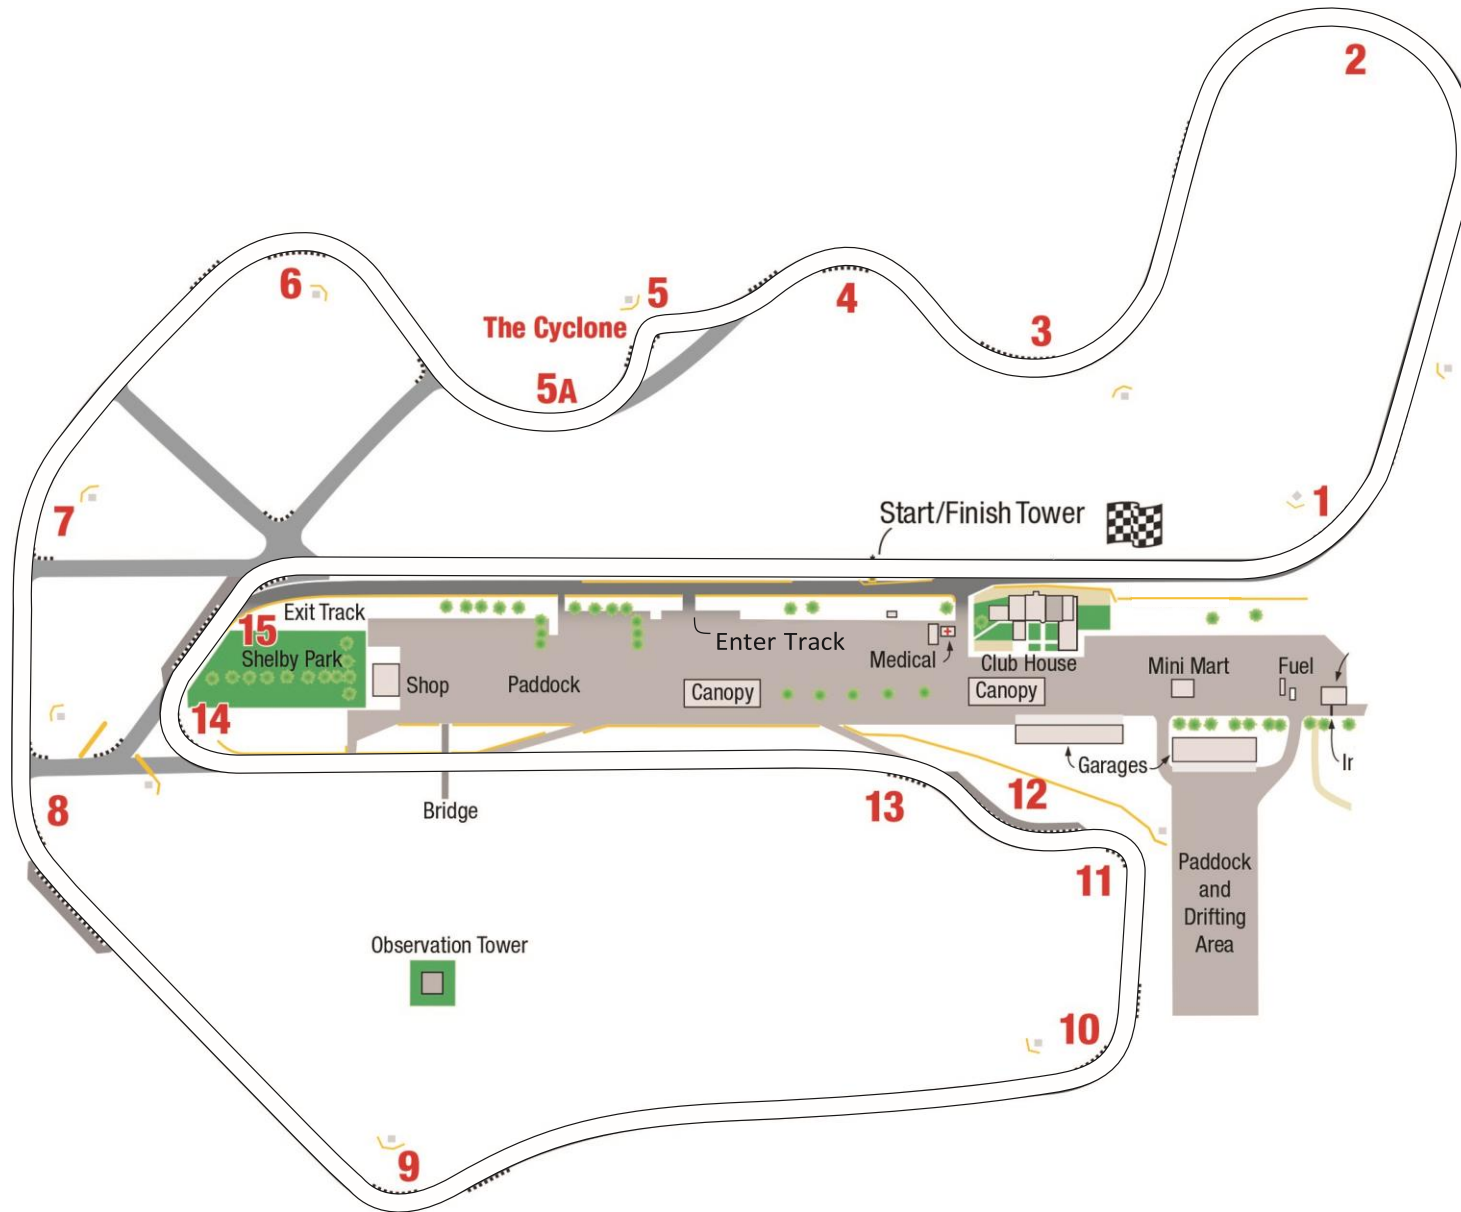 2
6
5
The Cyclone
4
3
5A
7
Start/Finish Tower
1
Exit Track
15
Shelby Park
Enter Track
Medical
Club House
Mini Mart
Fuel
Shop
Paddock
Canopy
Canopy
14
Garages
Ir
8
Bridge
13
12
11
Paddock
and
Drifting
Area
Observation Tower
10
9